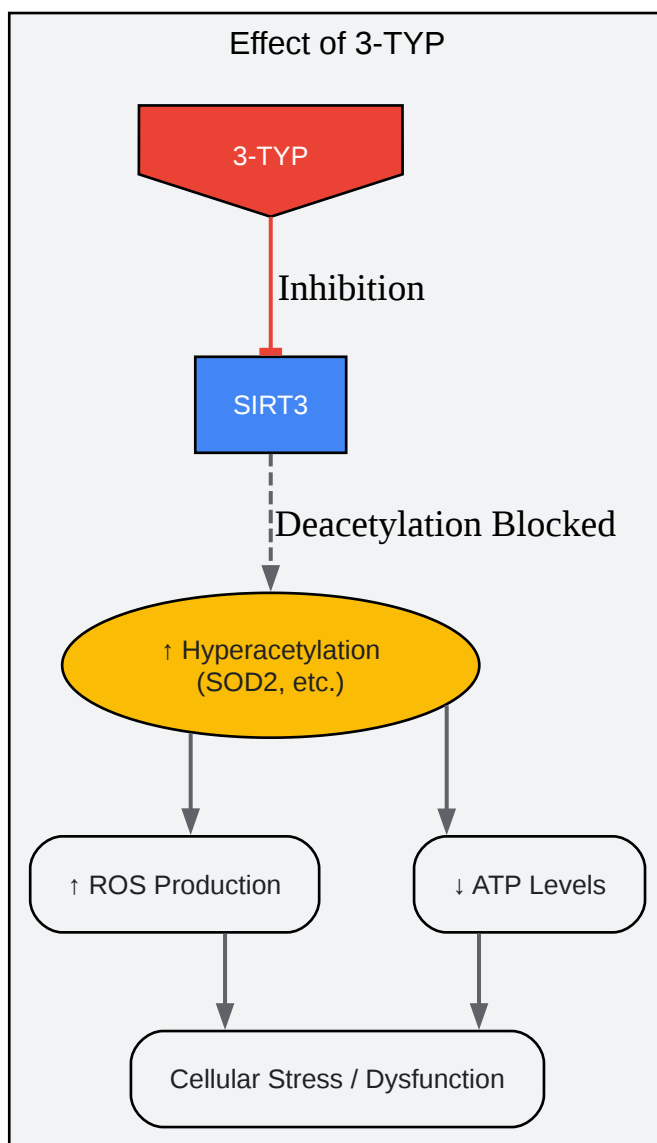 Effect of 3-TYP
3-TYP
Inhibition
SIRT3
Deacetylation Blocked
↑ Hyperacetylation
(SOD2, etc.)
↑ ROS Production
↓ ATP Levels
Cellular Stress / Dysfunction